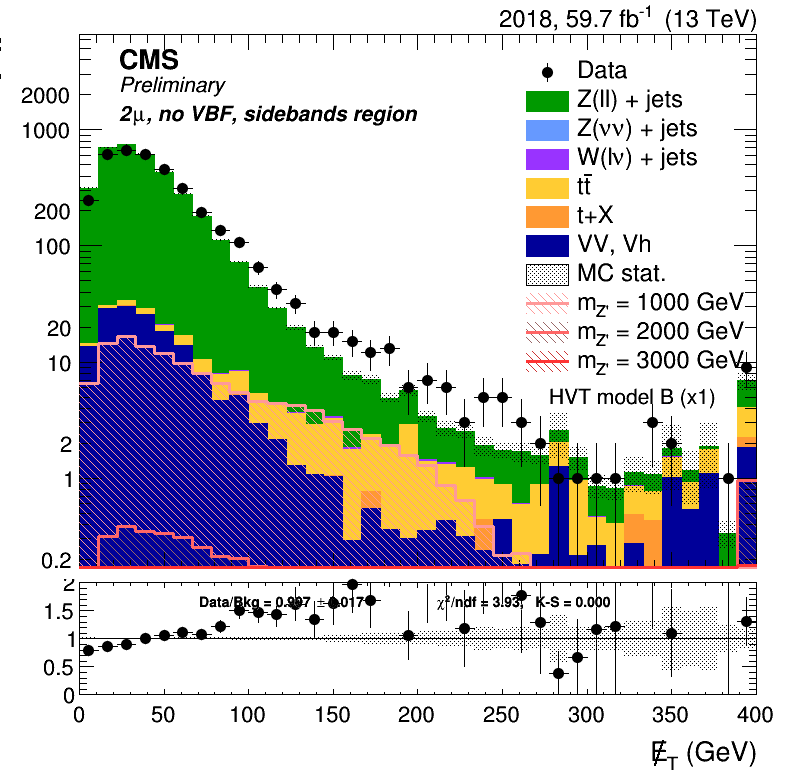 2018, 59.7 fb⁻¹ (13 TeV)
CMS
Preliminary
2μ, no VBF, sidebands region
Data
Z(ll) + jets
Z(νν) + jets
W(lν) + jets
tt̄
t+X
VV, Vh
MC stat.
m_Z' = 1000 GeV
m_Z' = 2000 GeV
m_Z' = 3000 GeV
HVT model B (x1)
2000
1000
200
100
20
10
2
1
0.2
Data/Bkg = 0.997 ± 0.017 χ²/ndf = 3.93, K-S = 0.000
2
1.5
1
0.5
0
0 50 100 150 200 250 300 350 400
E̸_T (GeV)